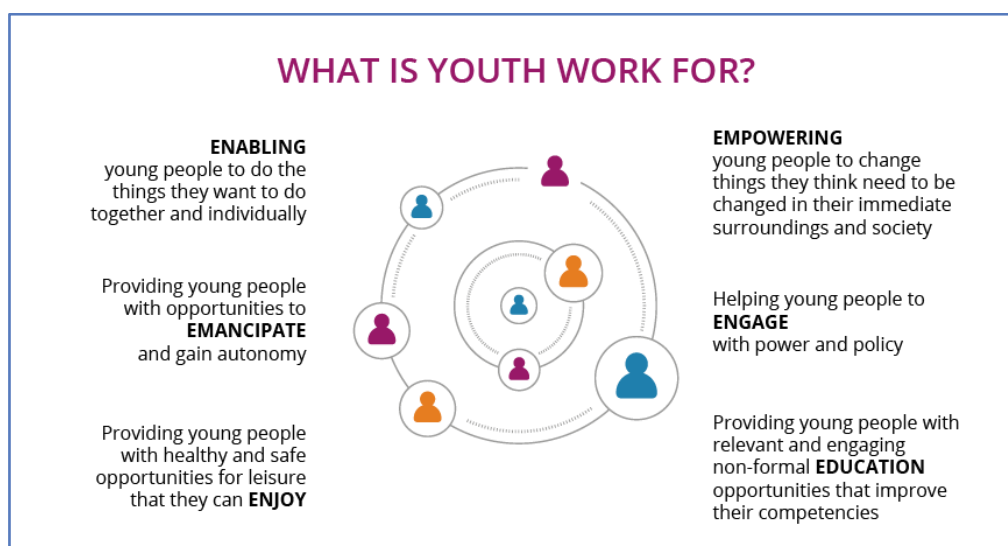 WHAT IS YOUTH WORK FOR?
ENABLING
young people to do the
things they want to do
together and individually
Providing young people
with opportunities to
EMANCIPATE
and gain autonomy
Providing young people
with healthy and safe
opportunities for leisure
that they can ENJOY
EMPOWERING
young people to change
things they think need to be
changed in their immediate
surroundings and society
Helping young people to
ENGAGE
with power and policy
Providing young people with
relevant and engaging
non-formal EDUCATION
opportunities that improve
their competencies